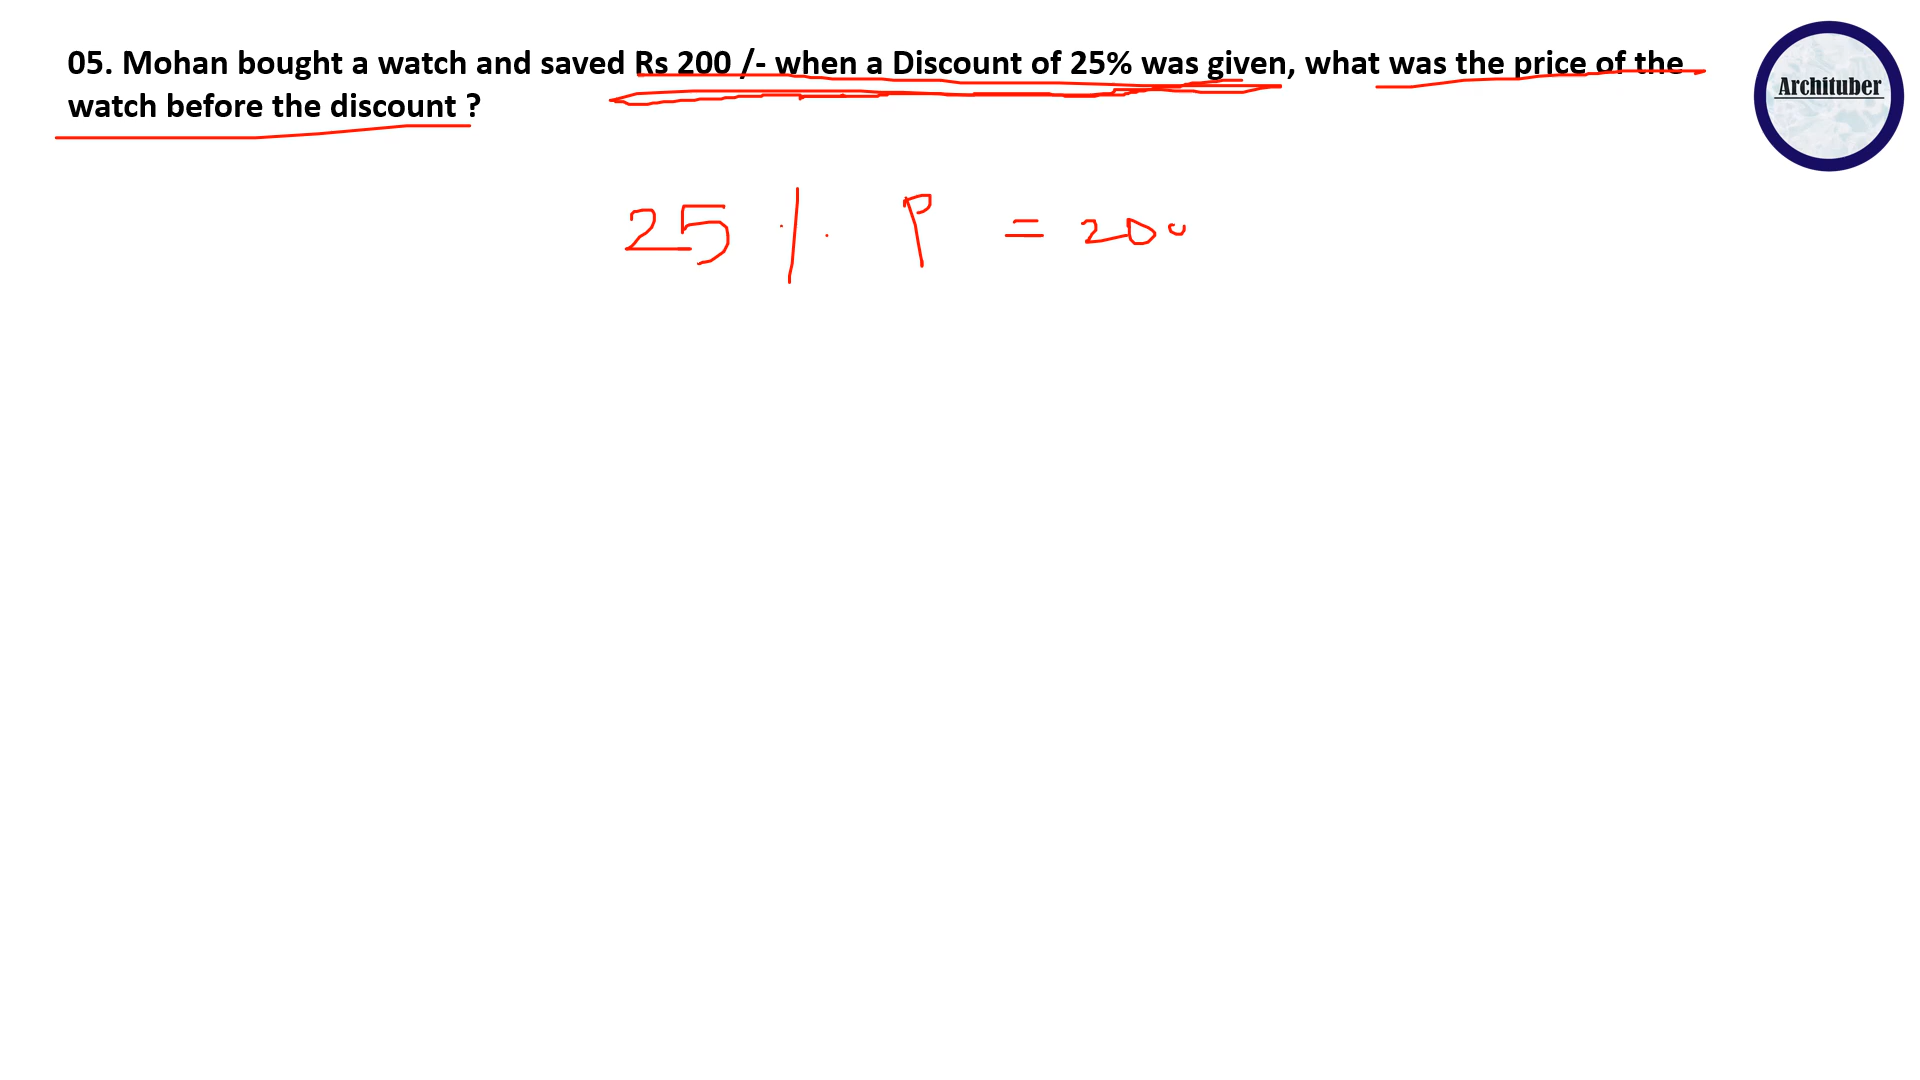 05. Mohan bought a watch and saved Rs 200 /- when a Discount of 25% was given, what was the price of the
watch before the discount ?
Archituber
25 % P = 200